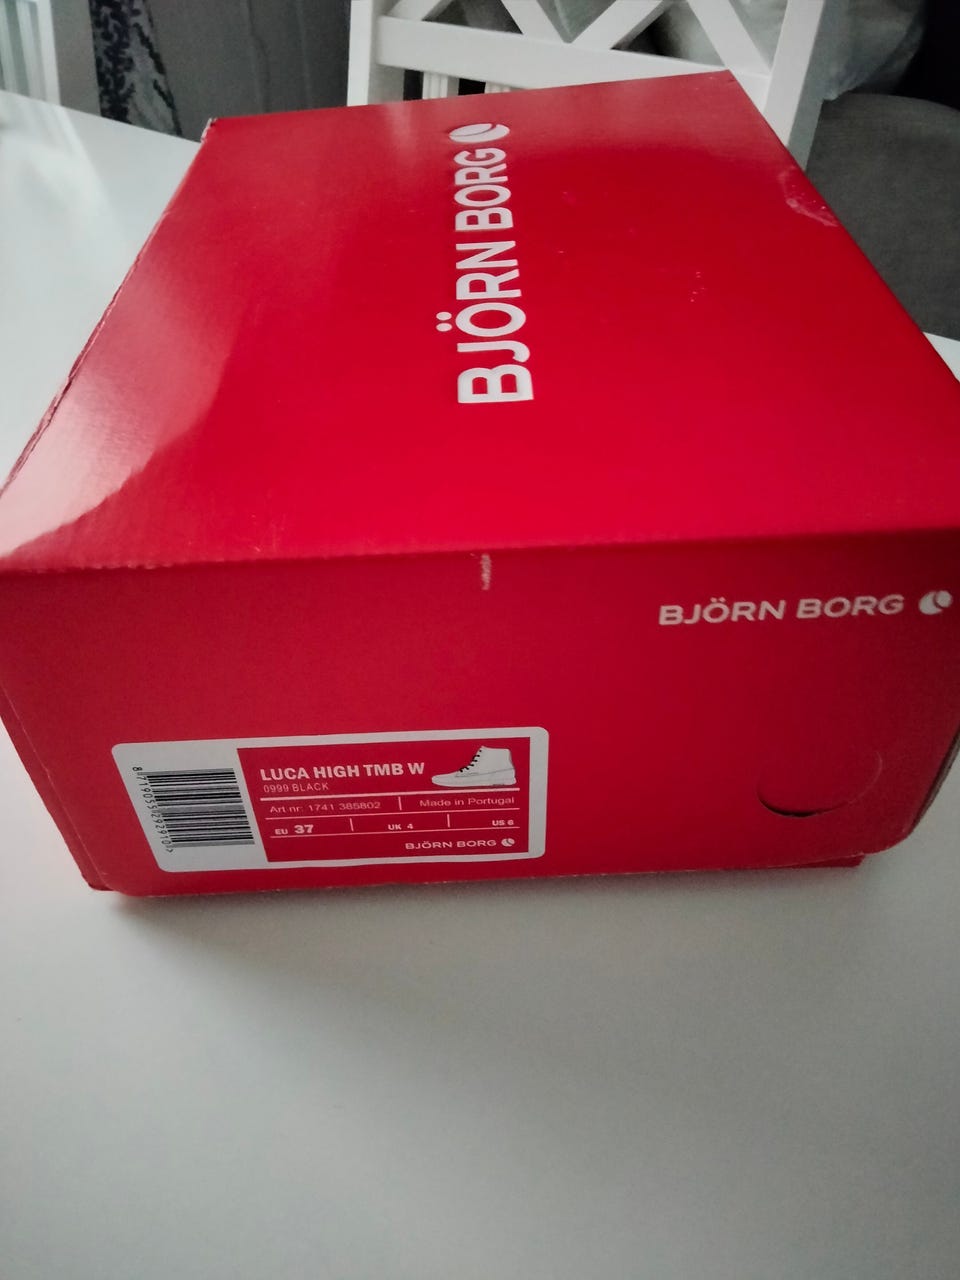 BJÖRN BORG
BJÖRN BORG
LUCA HIGH TMB W
0999 BLACK
Art nr: 1741 385802 Made in Portugal
EU 37 UK 4 US 6
BJÖRN BORG